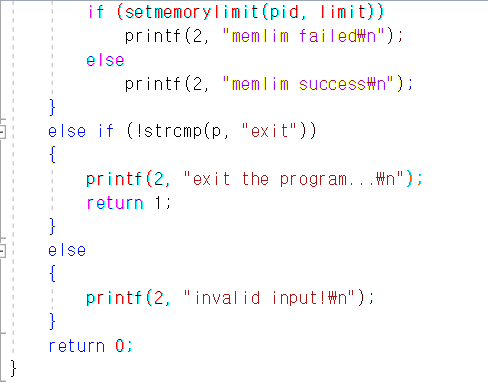 if (setmemorylimit(pid, limit))
printf(2, "memlim failed₩n");
else
printf(2, "memlim success₩n");
}
else if (!strcmp(p, "exit"))
{
printf(2, "exit the program...₩n");
return 1;
}
else
{
printf(2, "invalid input!₩n");
}
return 0;
}